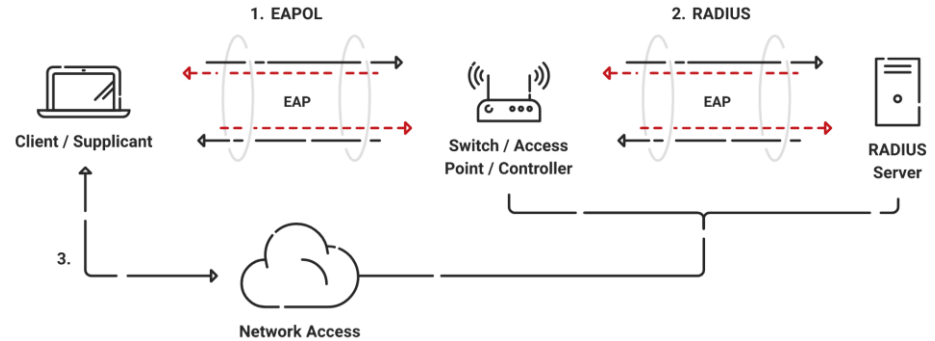 1. EAPOL
2. RADIUS
EAP
EAP
Client / Supplicant
Switch / Access
Point / Controller
RADIUS
Server
3.
Network Access